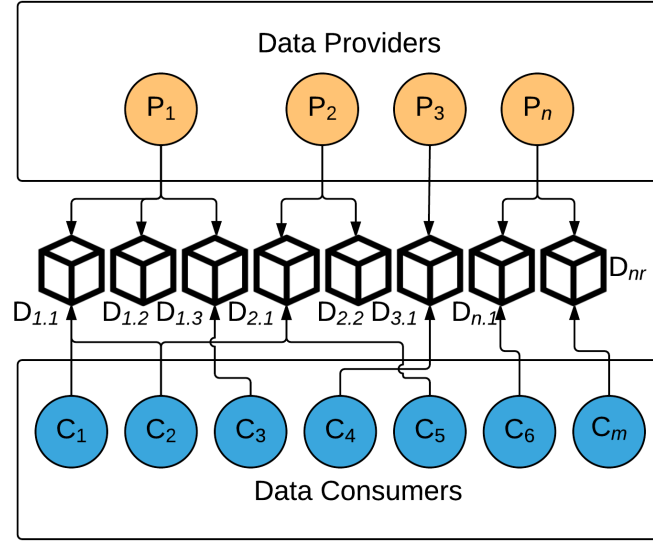 Data Providers
P1 P2 P3 Pn
Dnr
D1.1 D1.2 D1.3 D2.1 D2.2 D3.1 Dn.1
C1 C2 C3 C4 C5 C6 Cm
Data Consumers